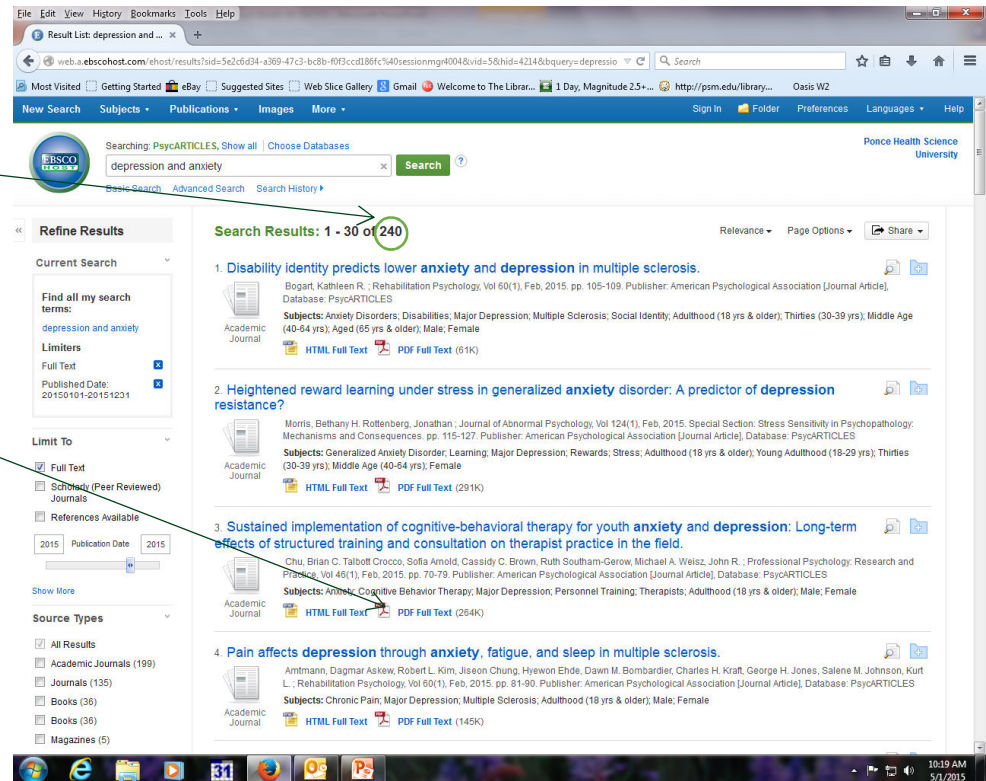 File Edit View History Bookmarks Tools Help
Result List: depression and ... × +
web.a.ebscohost.com/ehost/results?sid=5e2c6d34-a369-47c3-bc8b-f0f3ccd186fc%40sessionmgr4004&vid=5&hid=4214&bquery=depressio Search
Most Visited Getting Started eBay Suggested Sites Web Slice Gallery Gmail Welcome to The Librar... 1 Day, Magnitude 2.5+... http://psm.edu/library... Oasis W2
New Search Subjects Publications Images More Sign In Folder Preferences Languages Help
Searching: PsycARTICLES, Show all | Choose Databases
Ponce Health Science
University
EBSCO
HOST
depression and anxiety × Search ?
Basic Search Advanced Search Search History
« Refine Results
Search Results: 1 - 30 of 240
Relevance Page Options Share
Current Search
Find all my search
terms:
depression and anxiety
Limiters
Full Text x
Published Date: x
20150101-20151231
Limit To
Full Text
Scholarly (Peer Reviewed)
Journals
References Available
2015 Publication Date 2015
Show More
Source Types
All Results
Academic Journals (199)
Journals (135)
Books (36)
Books (36)
Magazines (5)
1. Disability identity predicts lower anxiety and depression in multiple sclerosis.
Bogart, Kathleen R. ; Rehabilitation Psychology, Vol 60(1), Feb, 2015. pp. 105-109. Publisher: American Psychological Association [Journal Article],
Database: PsycARTICLES
Subjects: Anxiety Disorders; Disabilities; Major Depression; Multiple Sclerosis; Social Identity; Adulthood (18 yrs & older); Thirties (30-39 yrs); Middle Age
(40-64 yrs); Aged (65 yrs & older); Male; Female
Academic
Journal
HTML Full Text PDF Full Text (61K)
2. Heightened reward learning under stress in generalized anxiety disorder: A predictor of depression
resistance?
Morris, Bethany H. Rottenberg, Jonathan ; Journal of Abnormal Psychology, Vol 124(1), Feb, 2015. Special Section: Stress Sensitivity in Psychopathology:
Mechanisms and Consequences. pp. 115-127. Publisher: American Psychological Association [Journal Article], Database: PsycARTICLES
Subjects: Generalized Anxiety Disorder; Learning; Major Depression; Rewards; Stress; Adulthood (18 yrs & older); Young Adulthood (18-29 yrs); Thirties
(30-39 yrs); Middle Age (40-64 yrs); Female
Academic
Journal
HTML Full Text PDF Full Text (291K)
3. Sustained implementation of cognitive-behavioral therapy for youth anxiety and depression: Long-term
effects of structured training and consultation on therapist practice in the field.
Chu, Brian C. Talbott Crocco, Sofia Arnold, Cassidy C. Brown, Ruth Southam-Gerow, Michael A. Weisz, John R. ; Professional Psychology: Research and
Practice, Vol 46(1), Feb, 2015. pp. 70-79. Publisher: American Psychological Association [Journal Article], Database: PsycARTICLES
Subjects: Anxiety; Cognitive Behavior Therapy; Major Depression; Personnel Training; Therapists; Adulthood (18 yrs & older); Male; Female
Academic
Journal
HTML Full Text PDF Full Text (264K)
4. Pain affects depression through anxiety, fatigue, and sleep in multiple sclerosis.
Amtmann, Dagmar Askew, Robert L. Kim, Jiseon Chung, Hyewon Ehde, Dawn M. Bombardier, Charles H. Kraft, George H. Jones, Salene M. Johnson, Kurt
L. ; Rehabilitation Psychology, Vol 60(1), Feb, 2015. pp. 81-90. Publisher: American Psychological Association [Journal Article], Database: PsycARTICLES
Subjects: Chronic Pain; Major Depression; Multiple Sclerosis; Adulthood (18 yrs & older); Male; Female
Academic
Journal
HTML Full Text PDF Full Text (145K)
31
10:19 AM
5/1/2015